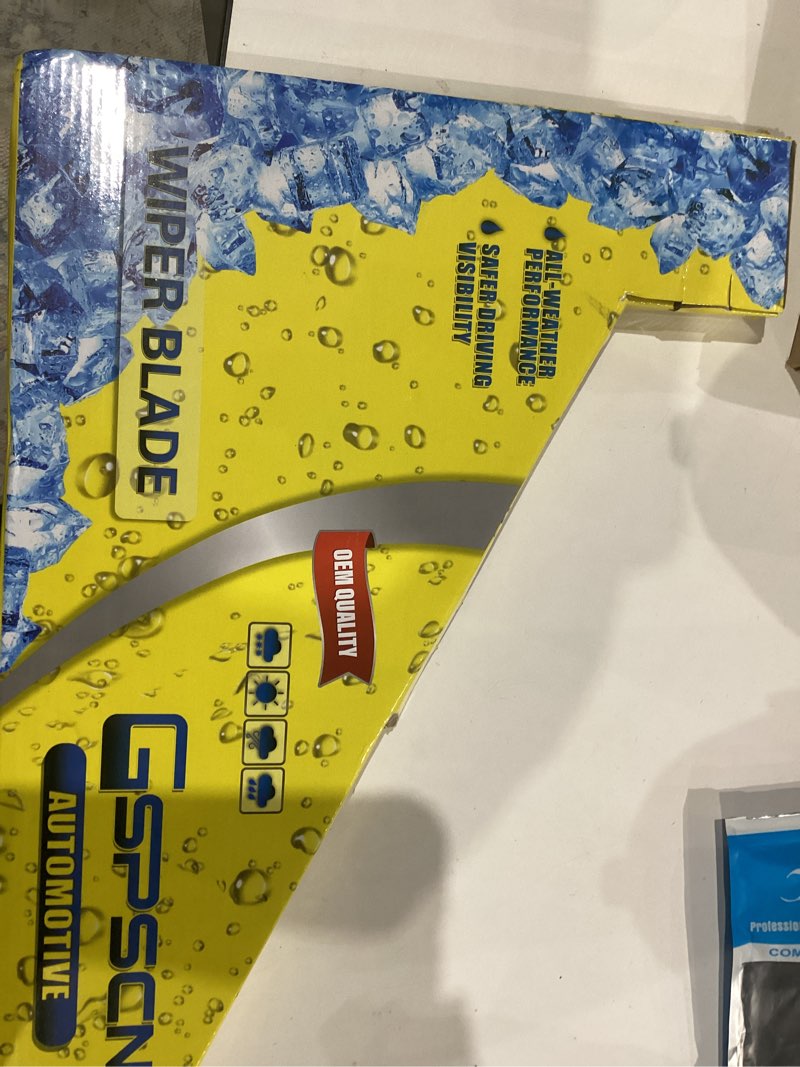 WIPER BLADE
ALL-WEATHER
PERFORMANCE
SAFER DRIVING
VISIBILITY
OEM QUALITY
GSPSCN
AUTOMOTIVE